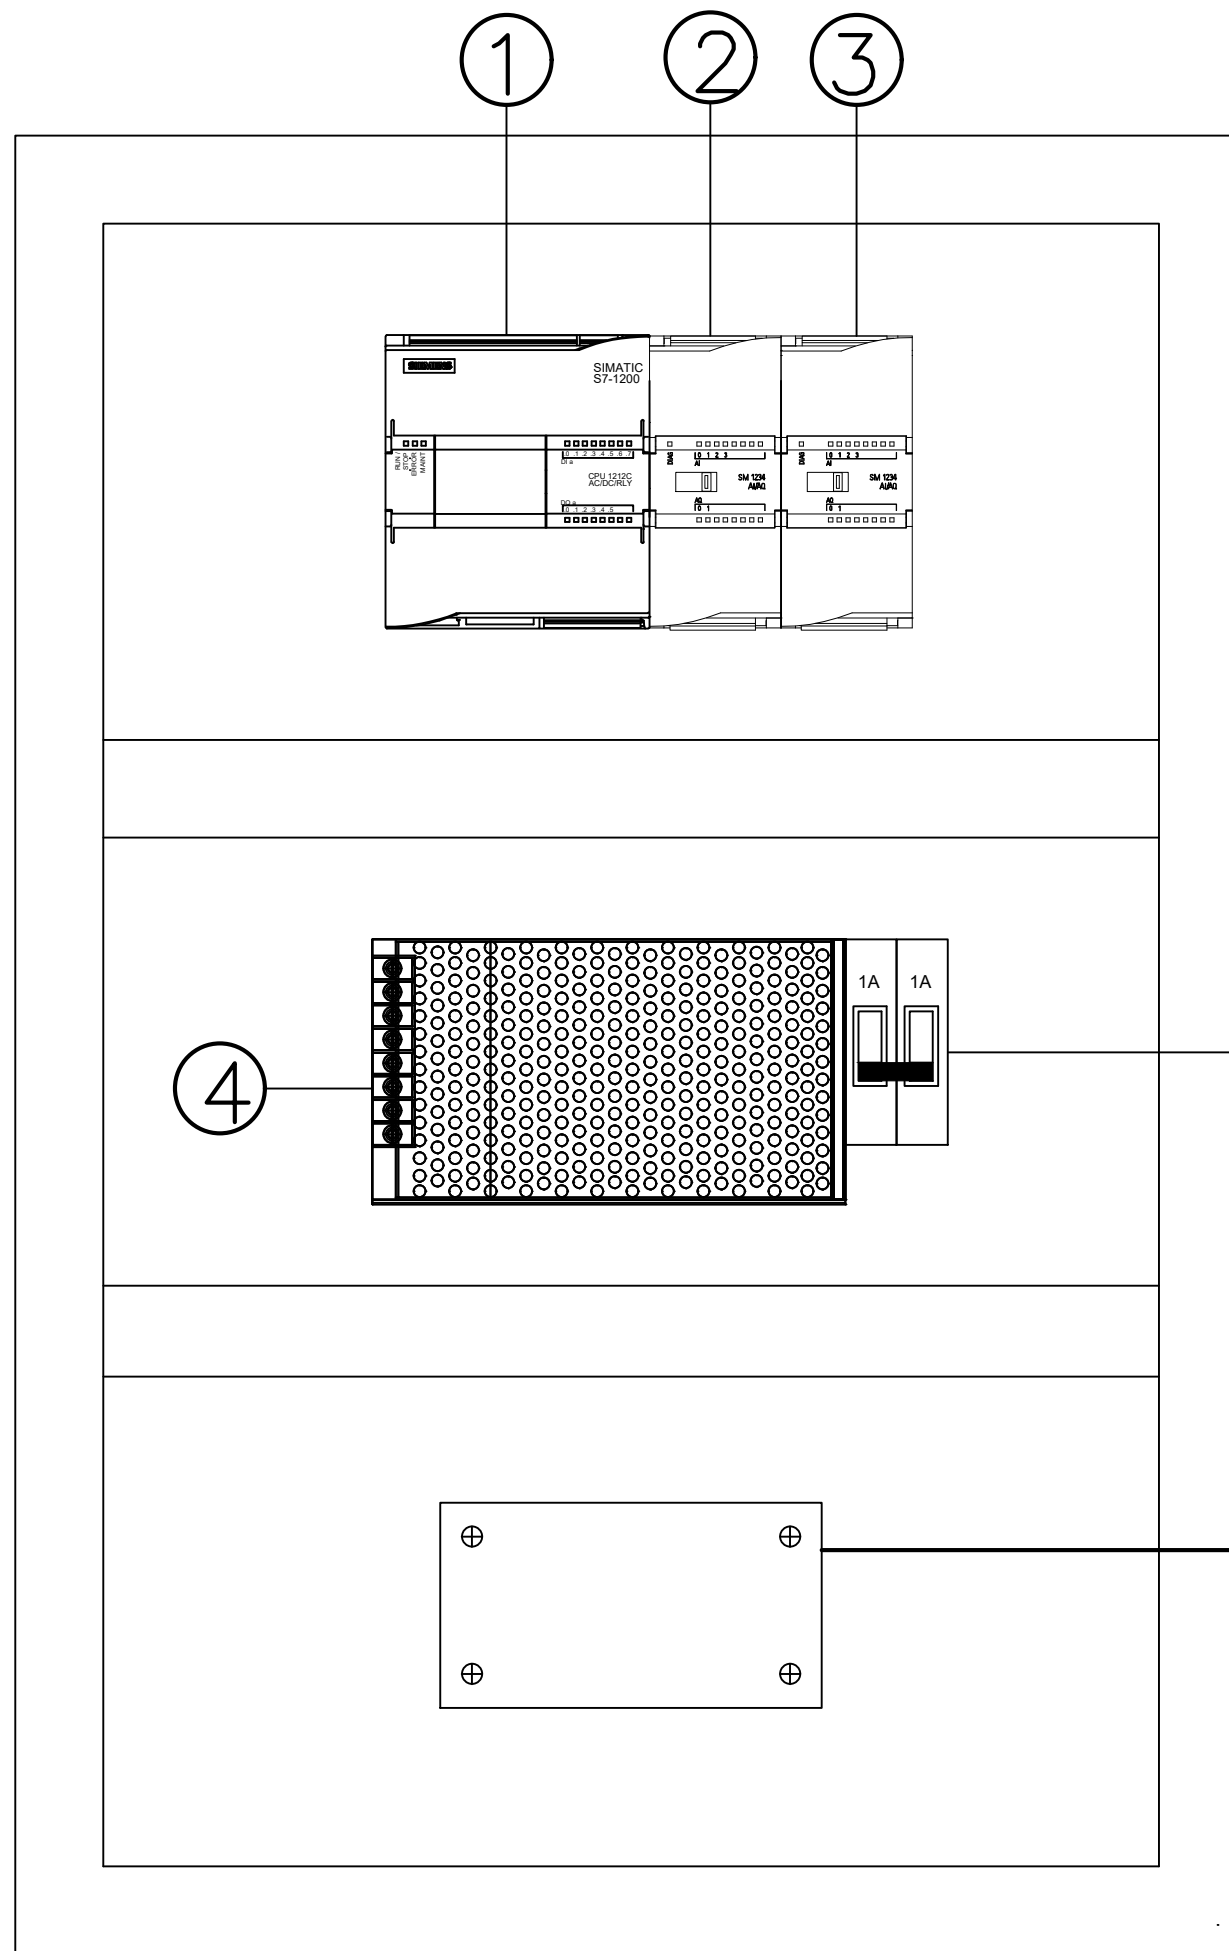 1
2
3
SIEMENS
SIMATIC
S7-1200
RUN / STOP
ERROR
MAINT
.0 .1 .2 .3 .4 .5 .6 .7
DI a
CPU 1212C
AC/DC/RLY
DQ a
.0 .1 .2 .3 .4 .5
DIAG
0 1 2 3
AI
SM 1234
AI/AQ
AQ
0 1
DIAG
0 1 2 3
AI
SM 1234
AI/AQ
AQ
0 1
1A
1A
4